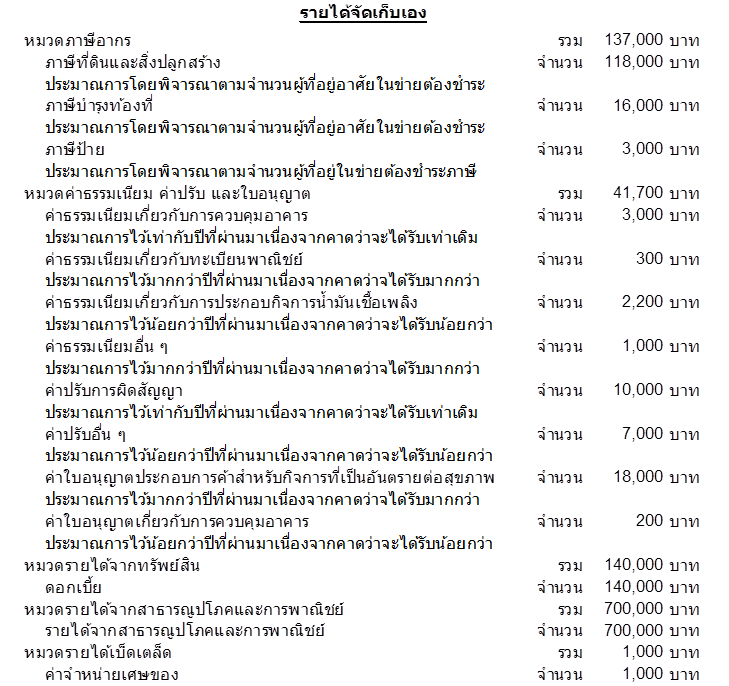 รายได้จัดเก็บเอง
หมวดภาษีอากร รวม 137,000 บาท
ภาษีที่ดินและสิ่งปลูกสร้าง จำนวน 118,000 บาท
ประมาณการโดยพิจารณาตามจำนวนผู้ที่อยู่อาศัยในข่ายต้องชำระ
ภาษีบำรุงท้องที่ จำนวน 16,000 บาท
ประมาณการโดยพิจารณาตามจำนวนผู้ที่อยู่อาศัยในข่ายต้องชำระ
ภาษีป้าย จำนวน 3,000 บาท
ประมาณการโดยพิจารณาตามจำนวนผู้ที่อยู่ในข่ายต้องชำระภาษี
หมวดค่าธรรมเนียม ค่าปรับ และใบอนุญาต รวม 41,700 บาท
ค่าธรรมเนียมเกี่ยวกับการควบคุมอาคาร จำนวน 3,000 บาท
ประมาณการไว้เท่ากับปีที่ผ่านมาเนื่องจากคาดว่าจะได้รับเท่าเดิม
ค่าธรรมเนียมเกี่ยวกับทะเบียนพาณิชย์ จำนวน 300 บาท
ประมาณการไว้มากกว่าปีที่ผ่านมาเนื่องจากคาดว่าจได้รับมากกว่า
ค่าธรรมเนียมเกี่ยวกับการประกอบกิจการน้ำมันเชื้อเพลิง จำนวน 2,200 บาท
ประมาณการไว้น้อยกว่าปีที่ผ่านมาเนื่องจากคาดว่าจะได้รับน้อยกว่า
ค่าธรรมเนียมอื่น ๆ จำนวน 1,000 บาท
ประมาณการไว้มากกว่าปีที่ผ่านมาเนื่องจากคาดว่าจได้รับมากกว่า
ค่าปรับการผิดสัญญา จำนวน 10,000 บาท
ประมาณการไว้เท่ากับปีที่ผ่านมาเนื่องจากคาดว่าจะได้รับเท่าเดิม
ค่าปรับอื่น ๆ จำนวน 7,000 บาท
ประมาณการไว้น้อยกว่าปีที่ผ่านมาเนื่องจากคาดว่าจะได้รับน้อยกว่า
ค่าใบอนุญาตประกอบการค้าสำหรับกิจการที่เป็นอันตรายต่อสุขภาพ จำนวน 18,000 บาท
ประมาณการไว้มากกว่าปีที่ผ่านมาเนื่องจากคาดว่าจได้รับมากกว่า
ค่าใบอนุญาตเกี่ยวกับการควบคุมอาคาร จำนวน 200 บาท
ประมาณการไว้น้อยกว่าปีที่ผ่านมาเนื่องจากคาดว่าจะได้รับน้อยกว่า
หมวดรายได้จากทรัพย์สิน รวม 140,000 บาท
ดอกเบี้ย จำนวน 140,000 บาท
หมวดรายได้จากสาธารณูปโภคและการพาณิชย์ รวม 700,000 บาท
รายได้จากสาธารณูปโภคและการพาณิชย์ จำนวน 700,000 บาท
หมวดรายได้เบ็ดเตล็ด รวม 1,000 บาท
ค่าจำหน่ายเศษของ จำนวน 1,000 บาท